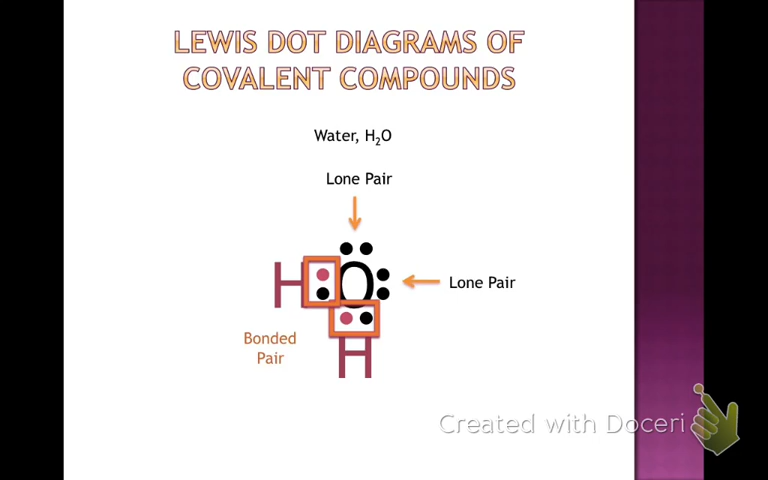 LEWIS DOT DIAGRAMS OF
COVALENT COMPOUNDS
Water, H₂O
Lone Pair
H O
Lone Pair
Bonded
Pair
H
Created with Doceri